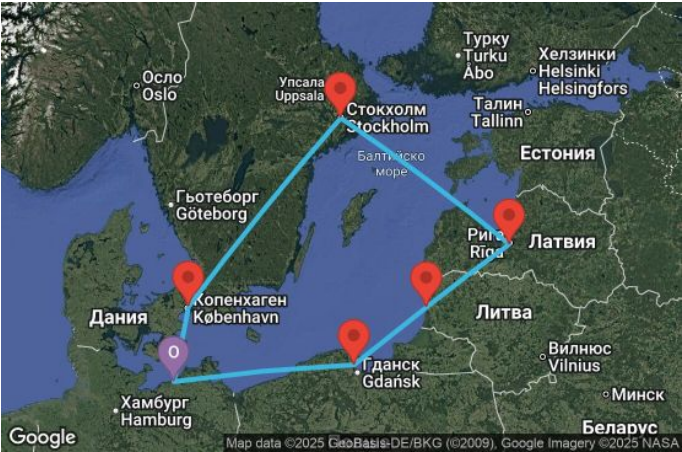 Турку
Turku
Åbo
Хелзинки
Helsinki
Helsingfors
Осло
Oslo
Упсала
Uppsala
Стокхолм
Stockholm
Талин
Tallinn
Балтийско
море
Естония
Гьотеборг
Göteborg
Рига
Rīga
Латвия
Копенхаген
København
Дания
Литва
O
Гданск
Gdańsk
Вилнюс
Vilnius
Хамбург
Hamburg
Минск
Беларус
Google
Map data ©2025 GeoBasis-DE/BKG (©2009), Google Imagery ©2025 NASA